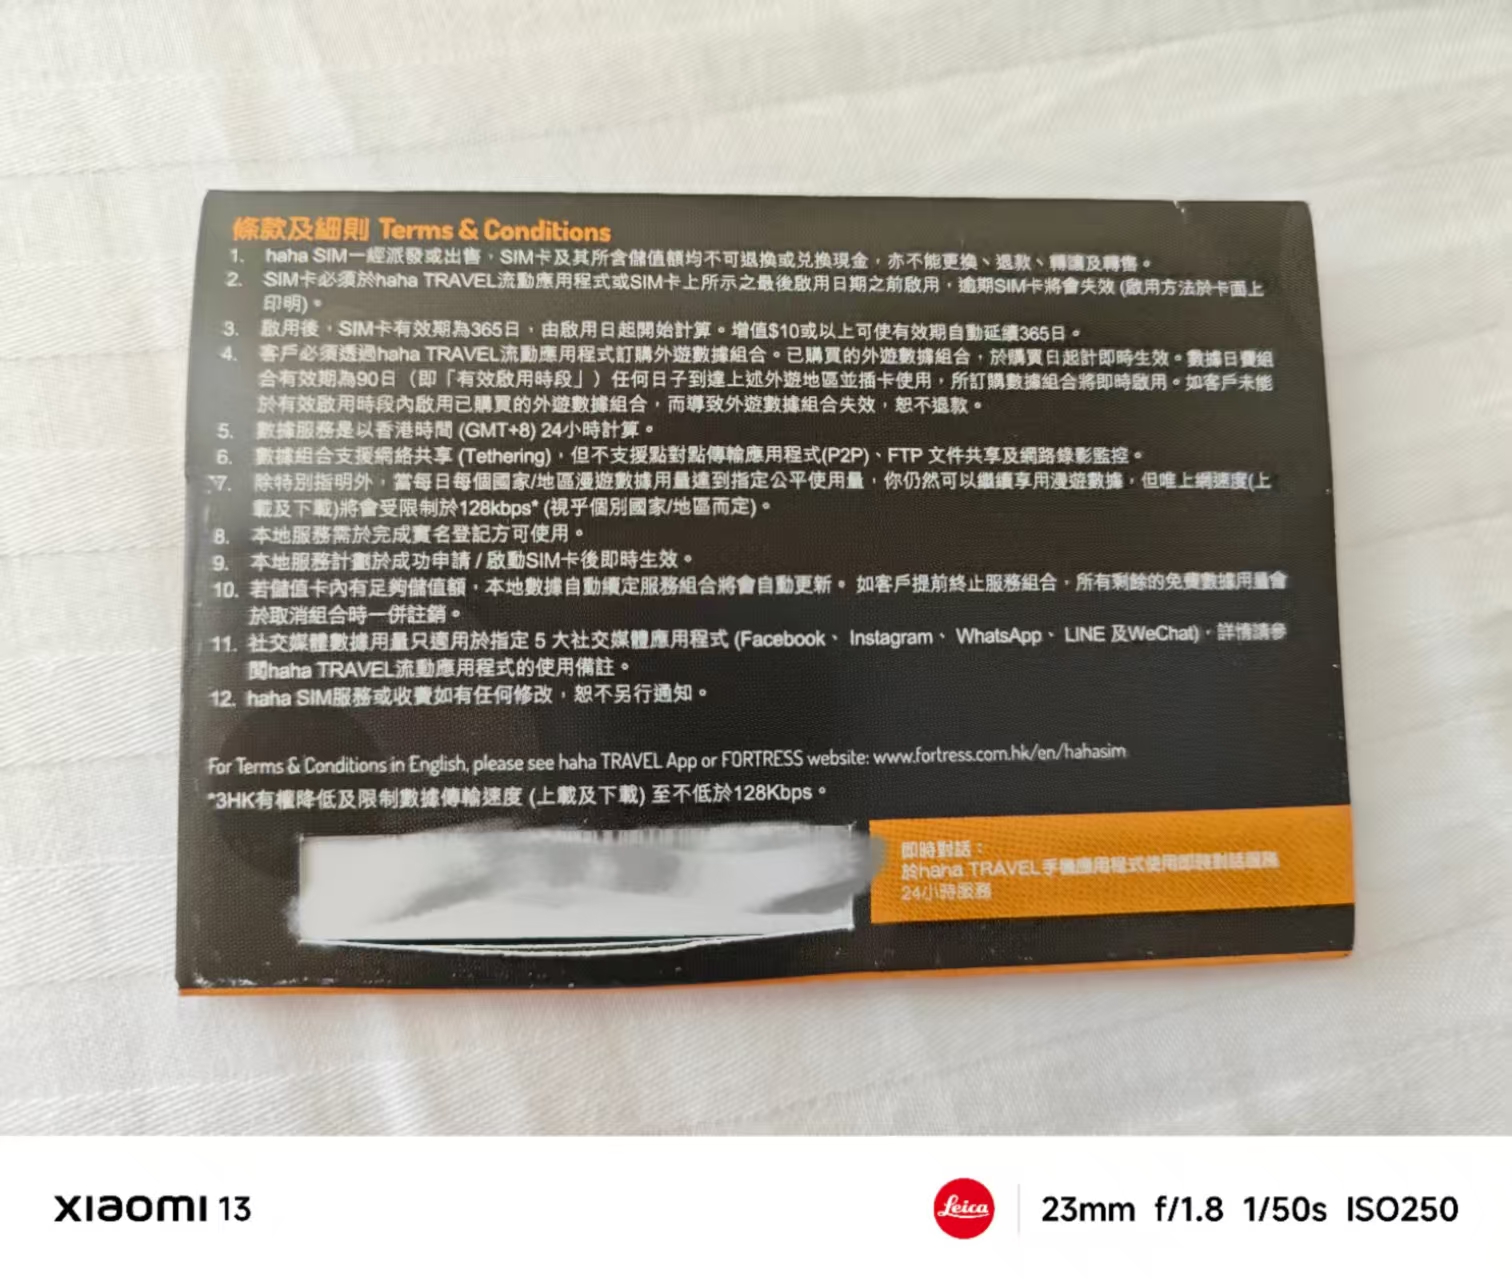 條款及細則 Terms & Conditions
1. haha SIM一經派發或出售，SIM卡及其所含儲值額均不可退換或兌換現金，亦不能更換、退款、轉讓及轉售。
2. SIM卡必須於haha TRAVEL流動應用程式或SIM卡上所示之最後啟用日期之前啟用，逾期SIM卡將會失效 (啟用方法於卡面上
印明)。
3. 啟用後，SIM卡有效期為365日，由啟用日起開始計算。增值$10或以上可使有效期自動延續365日。
4. 客戶必須透過haha TRAVEL流動應用程式訂購外遊數據組合。已購買的外遊數據組合，於購買日起計即時生效。數據日費組
合有效期為90日（即「有效啟用時段」）任何日子到達上述外遊地區並插卡使用，所訂購數據組合將即時啟用。如客戶未能
於有效啟用時段內啟用已購買的外遊數據組合，而導致外遊數據組合失效，恕不退款。
5. 數據服務是以香港時間 (GMT+8) 24小時計算。
6. 數據組合支援網絡共享 (Tethering)，但不支援點對點傳輸應用程式(P2P)、FTP 文件共享及網路錄影監控。
7. 除特別指明外，當每日每個國家/地區漫遊數據用量達到指定公平使用量，你仍然可以繼續享用漫遊數據，但唯上網速度(上
載及下載)將會受限制於128kbps* (視乎個別國家/地區而定)。
8. 本地服務需於完成實名登記方可使用。
9. 本地服務計劃於成功申請 / 啟動SIM卡後即時生效。
10. 若儲值卡內有足夠儲值額，本地數據自動續定服務組合將會自動更新。 如客戶提前終止服務組合，所有剩餘的免費數據用量會
於取消組合時一併註銷。
11. 社交媒體數據用量只適用於指定 5 大社交媒體應用程式 (Facebook、 Instagram、 WhatsApp、 LINE 及WeChat)，詳情請參
閱haha TRAVEL流動應用程式的使用備註。
12. haha SIM服務或收費如有任何修改，恕不另行通知。
For Terms & Conditions in English, please see haha TRAVEL App or FORTRESS website: www.fortress.com.hk/en/hahasim
*3HK有權降低及限制數據傳輸速度 (上載及下載) 至不低於128Kbps。
即時對話：
於haha TRAVEL手機應用程式使用即時對話服務
24小時服務
XIAOMI 13
Leica
23mm f/1.8 1/50s ISO250